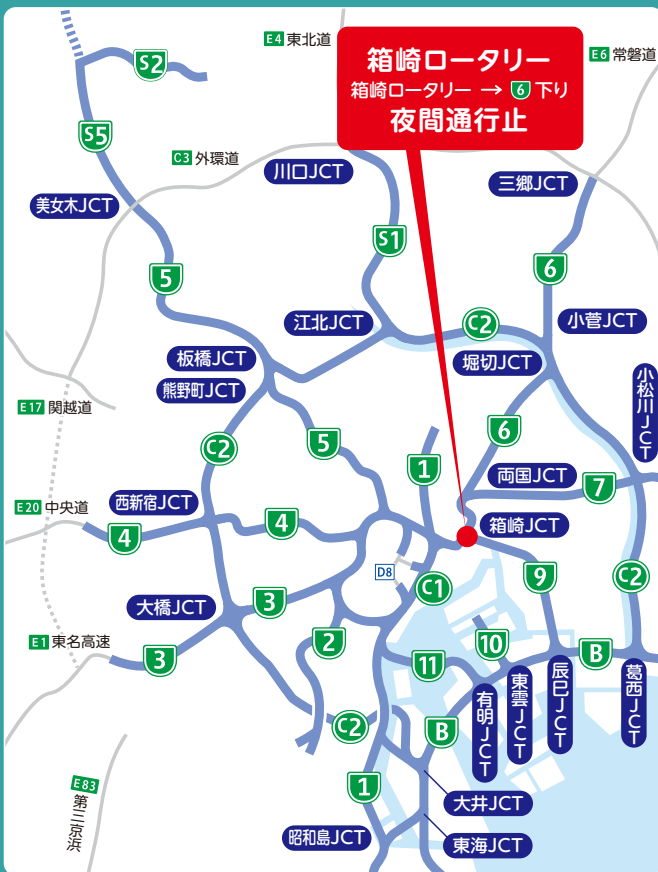 E4 東北道
箱崎ロータリー
箱崎ロータリー → 6 下り
夜間通行止
E6 常磐道
S2
S5
C3 外環道
川口JCT
三郷JCT
美女木JCT
S1
5
6
江北JCT
C2
小菅JCT
板橋JCT
堀切JCT
熊野町JCT
小松川JCT
E17 関越道
C2
5
6
1
両国JCT
7
西新宿JCT
E20 中央道
4
4
箱崎JCT
D8
C1
9
C2
大橋JCT
3
E1 東名高速
3
2
11
10
B
有明JCT
東雲JCT
辰巳JCT
葛西JCT
C2
B
E83
第三京浜
1
大井JCT
昭和島JCT
東海JCT